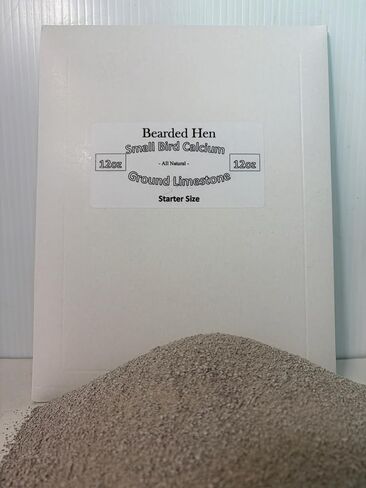 Bearded Hen
Small Bird Calcium
12oz - All Natural - 12oz
Ground Limestone
Starter Size